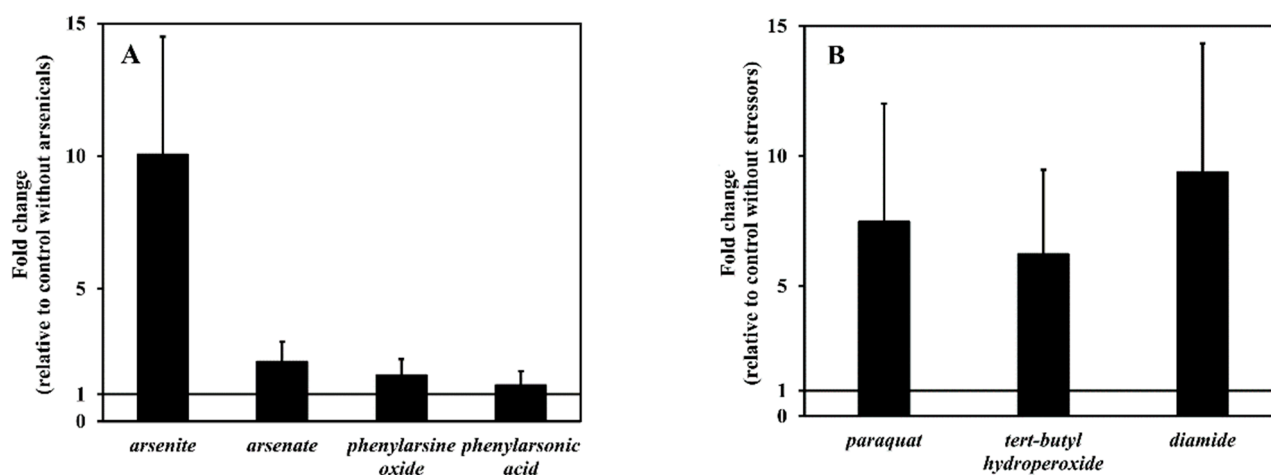 A
Fold change
(relative to control without arsenicals)
15
10
5
1
0
arsenite
arsenate
phenylarsine
oxide
phenylarsonic
acid
B
Fold change
(relative to control without stressors)
15
10
5
1
0
paraquat
tert-butyl
hydroperoxide
diamide